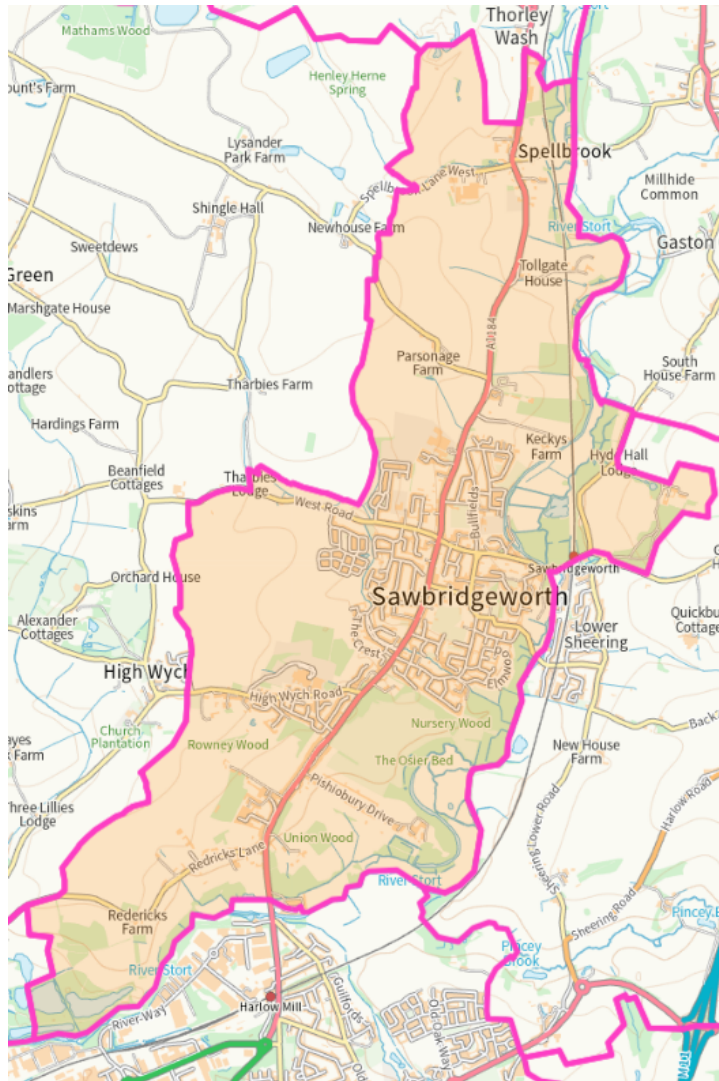 Thorley
Wash
Mathams Wood
Henley Herne
Spring
ount's Farm
Lysander
Park Farm
Spellbrook
Spellbrook Lane West
Millhide
Common
Shingle Hall
Newhouse Farm
River Stort
Gaston
Sweetdews
Green
Tollgate
House
Marshgate House
A1184
Parsonage
Farm
South
House Farm
andlers
ottage
Tharbies Farm
Hardings Farm
Keckys
Farm
Hyde Hall
Lodge
Beanfield
Cottages
Tharbies
Lodge
skins
arm
West Road
Bullfields
Orchard House
Sawbridgeworth
Sawbridgeworth
Alexander
Cottages
The Crest
Lower
Sheering
Quickbu
Cottage
PO
Elmwoo
High Wych
High Wych Road
Nursery Wood
Back
Church
Plantation
Rowney Wood
New House
Farm
ayes
k Farm
The Osier Bed
Three Lillies
Lodge
Pishiobury Drive
Harlow Road
Sheering Lower Road
Union Wood
Redricks Lane
River Stort
Redericks
Farm
Sheering Road
Pincey B
Pincey
Brook
River Stort
Guilfords
Harlow Mill
River Way
Old Oak Way
Old
M11